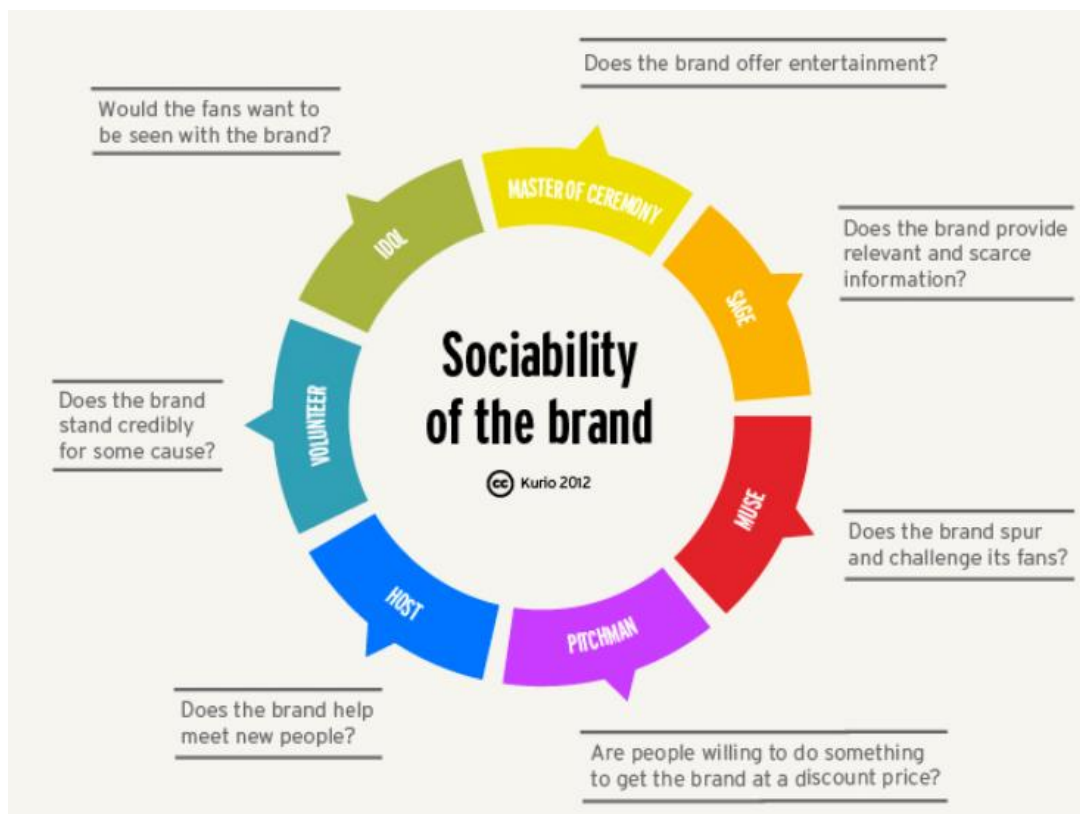 Does the brand offer entertainment?
Would the fans want to
be seen with the brand?
MASTER OF CEREMONY
IDOL
SAGE
Does the brand provide
relevant and scarce
information?
Sociability
of the brand
cc Kurio 2012
VOLUNTEER
Does the brand
stand credibly
for some cause?
MUSE
Does the brand spur
and challenge its fans?
HOST
PITCHMAN
Does the brand help
meet new people?
Are people willing to do something
to get the brand at a discount price?